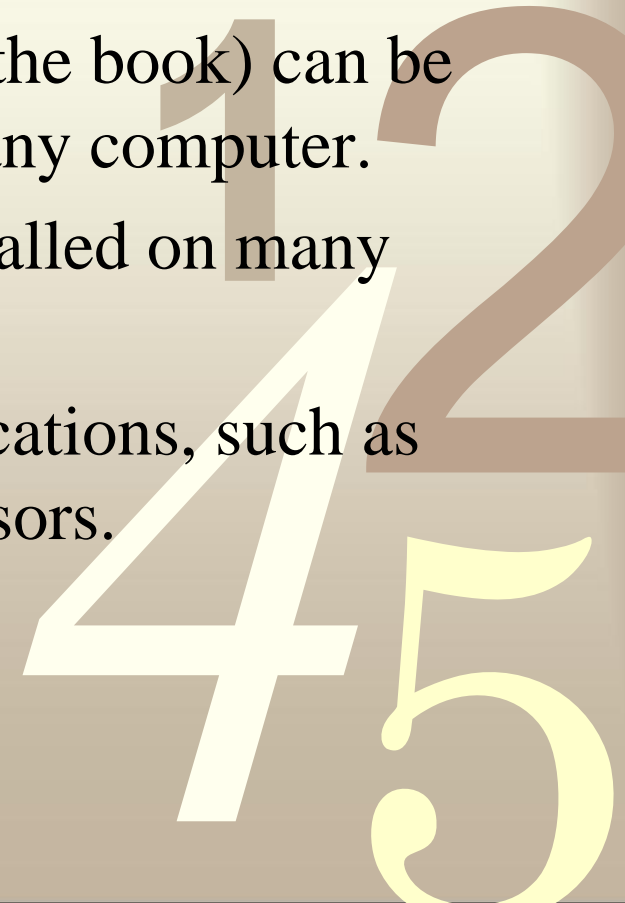 the book) can be
ny computer.
alled on many
cations, such as
sors.
1 2
4
5